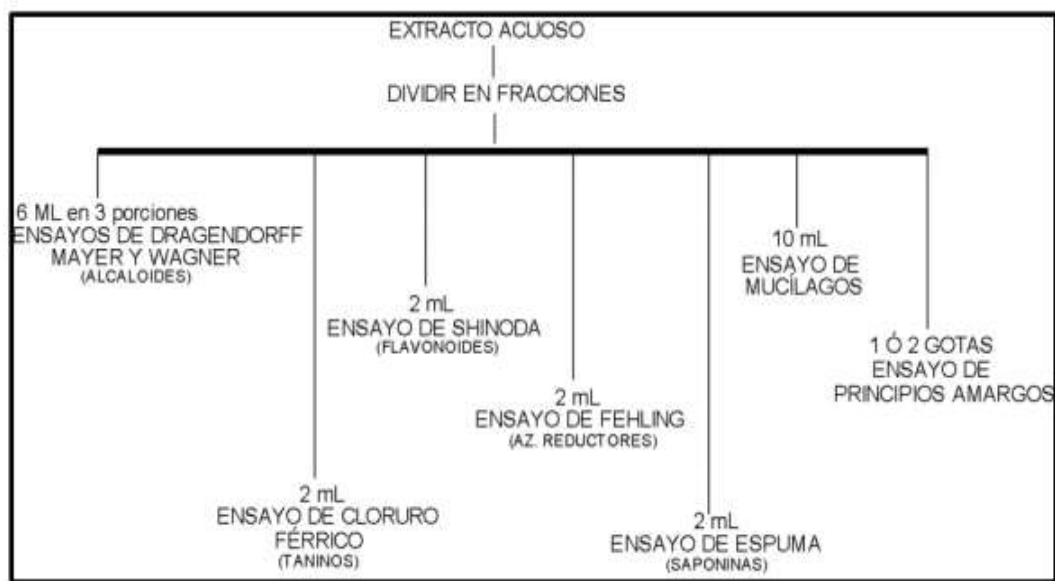 EXTRACTO ACUOSO
DIVIDIR EN FRACCIONES
6 ML en 3 porciones
ENSAYOS DE DRAGENDORFF
MAYER Y WAGNER
(ALCALOIDES)
2 mL
ENSAYO DE CLORURO
FÉRRICO
(TANINOS)
2 mL
ENSAYO DE SHINODA
(FLAVONOIDES)
2 mL
ENSAYO DE FEHLING
(AZ. REDUCTORES)
2 mL
ENSAYO DE ESPUMA
(SAPONINAS)
10 mL
ENSAYO DE
MUCÍLAGOS
1 Ó 2 GOTAS
ENSAYO DE
PRINCIPIOS AMARGOS